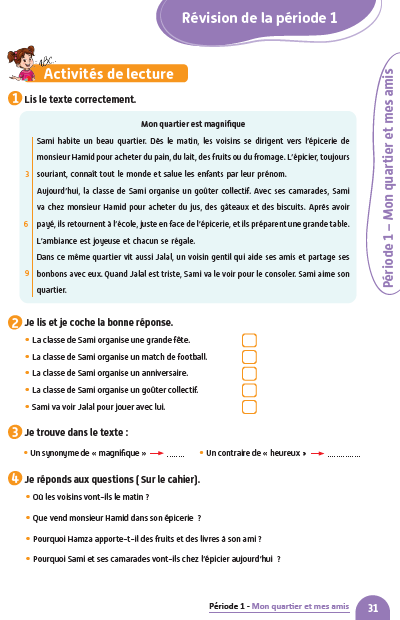 Révision de la période 1
ABC..
Activités de lecture
1 Lis le texte correctement.
Mon quartier est magnifique
Sami habite un beau quartier. Dès le matin, les voisins se dirigent vers l'épicerie de
monsieur Hamid pour acheter du pain, du lait, des fruits ou du fromage. L'épicier, toujours
3 souriant, connaît tout le monde et salue les enfants par leur prénom.
Aujourd'hui, la classe de Sami organise un goûter collectif. Avec ses camarades, Sami
va chez monsieur Hamid pour acheter du jus, des gâteaux et des biscuits. Après avoir
6 payé, ils retournent à l'école, juste en face de l'épicerie, et ils préparent une grande table.
L'ambiance est joyeuse et chacun se régale.
Dans ce même quartier vit aussi Jalal, un voisin gentil qui aide ses amis et partage ses
9 bonbons avec eux. Quand Jalal est triste, Sami va le voir pour le consoler. Sami aime son
quartier.
2 Je lis et je coche la bonne réponse.
• La classe de Sami organise une grande fête.
• La classe de Sami organise un match de football.
• La classe de Sami organise un anniversaire.
• La classe de Sami organise un goûter collectif.
• Sami va voir Jalal pour jouer avec lui.
3 Je trouve dans le texte :
• Un synonyme de « magnifique » → ........ • Un contraire de « heureux » → ...............
4 Je réponds aux questions ( Sur le cahier).
• Où les voisins vont-ils le matin ?
• Que vend monsieur Hamid dans son épicerie ?
• Pourquoi Hamza apporte-t-il des fruits et des livres à son ami ?
• Pourquoi Sami et ses camarades vont-ils chez l'épicier aujourd'hui ?
Période 1 – Mon quartier et mes amis
Période 1 - Mon quartier et mes amis 31